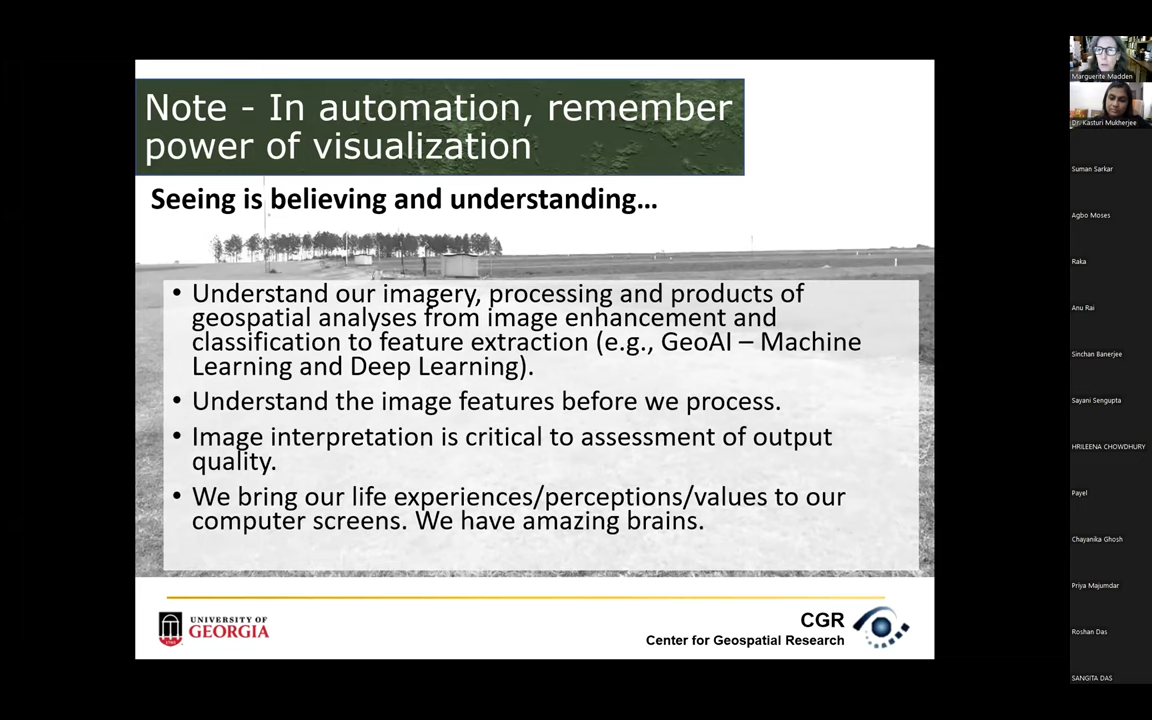 Note - In automation, remember
power of visualization
Seeing is believing and understanding...
• Understand our imagery, processing and products of
geospatial analyses from image enhancement and
classification to feature extraction (e.g., GeoAI – Machine
Learning and Deep Learning).
• Understand the image features before we process.
• Image interpretation is critical to assessment of output
quality.
• We bring our life experiences/perceptions/values to our
computer screens. We have amazing brains.
UNIVERSITY OF
GEORGIA
CGR
Center for Geospatial Research
Marguerite Madden
Dr. Kasturi Mukherjee
Suman Sarkar
Agbo Moses
Raka
Anu Rai
Sinchan Banerjee
Sayani Sengupta
HRILEENA CHOWDHURY
Payel
Chayanika Ghosh
Priya Majumdar
Roshan Das
SANGITA DAS